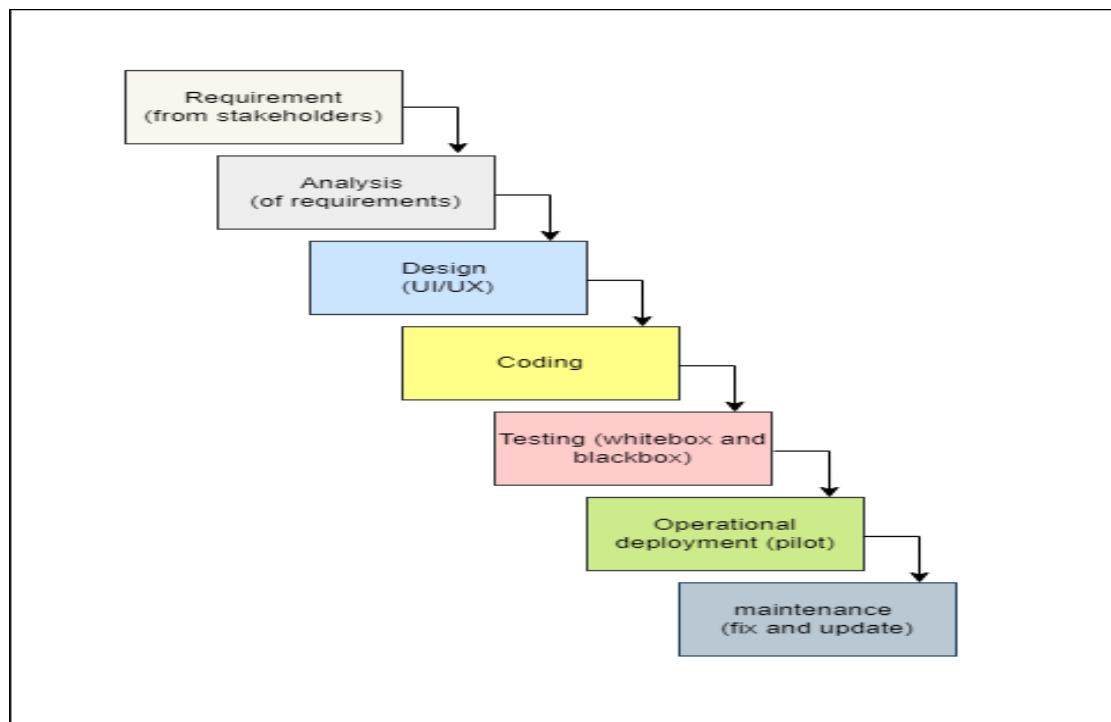 Requirement
(from stakeholders)
Analysis
(of requirements)
Design
(UI/UX)
Coding
Testing (whitebox and
blackbox)
Operational
deployment (pilot)
maintenance
(fix and update)